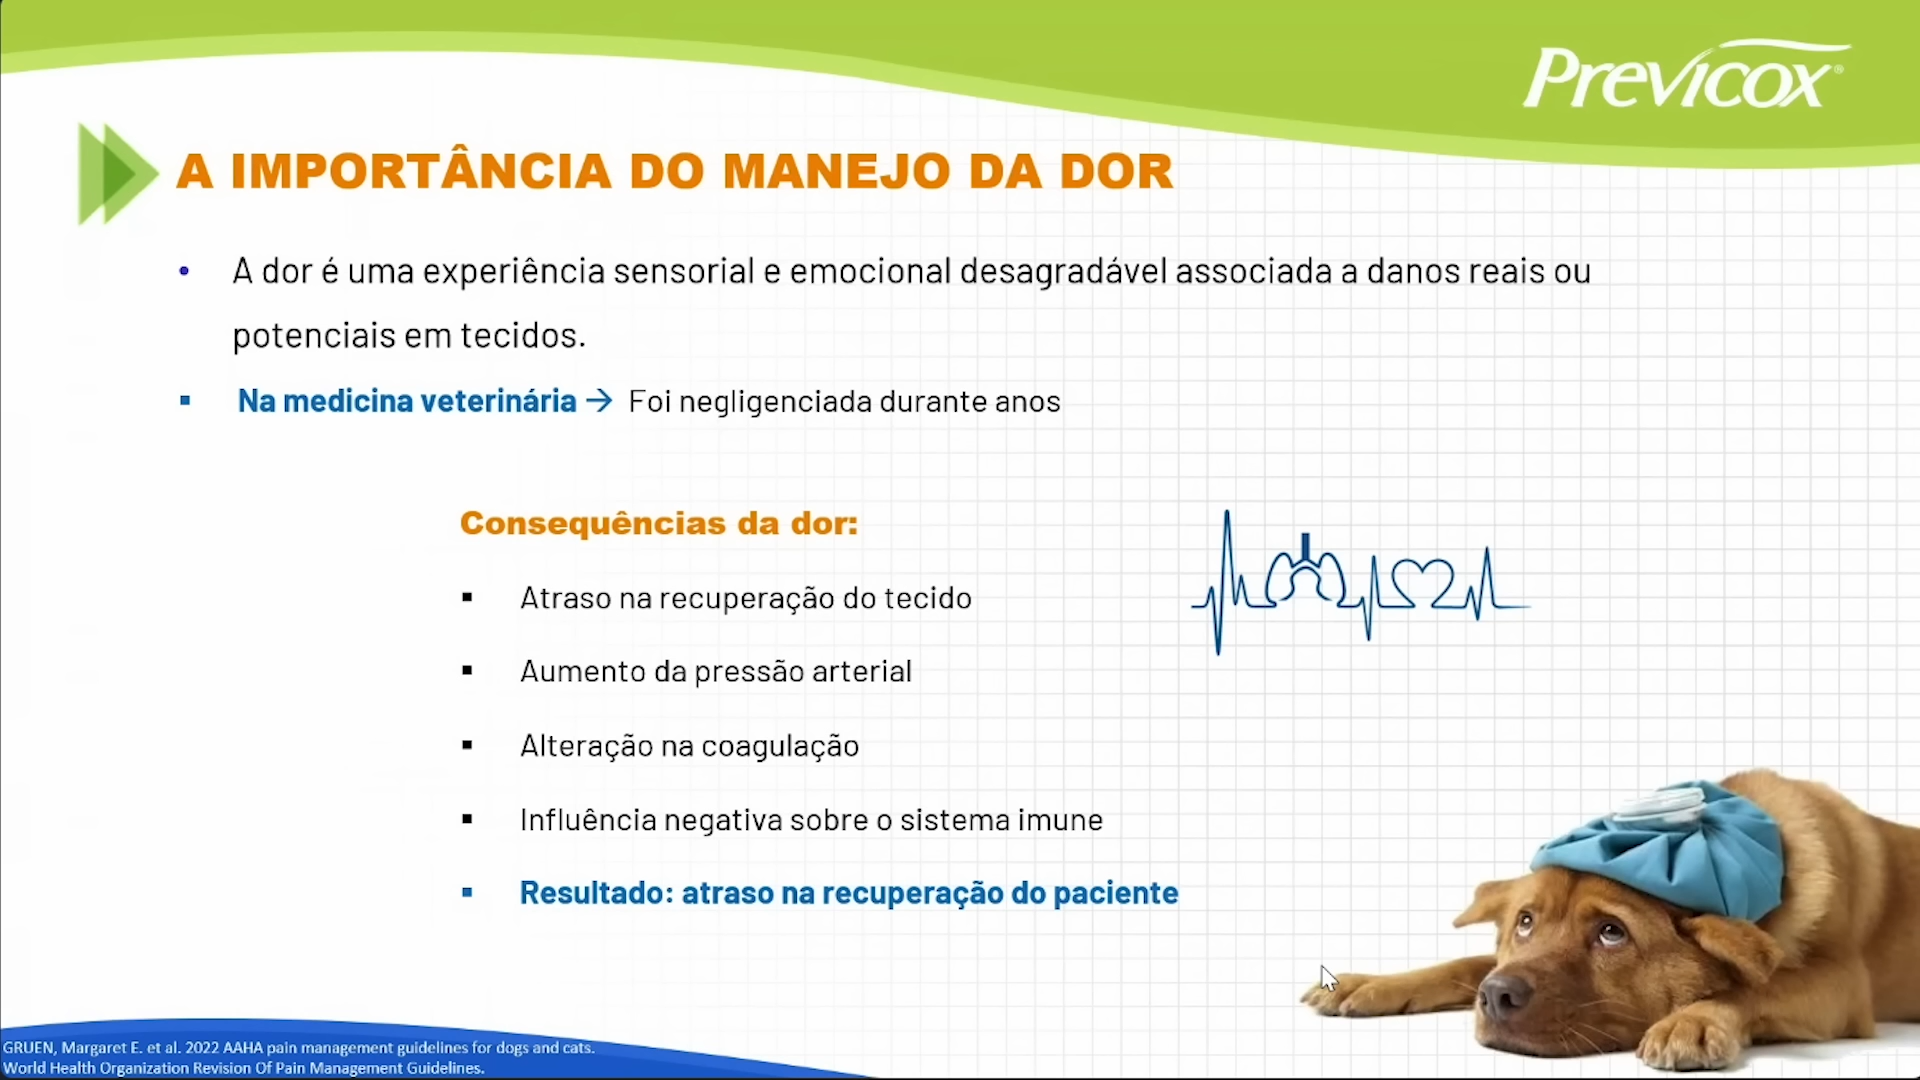 Previcox®
A IMPORTÂNCIA DO MANEJO DA DOR
• A dor é uma experiência sensorial e emocional desagradável associada a danos reais ou
potenciais em tecidos.
▪ Na medicina veterinária → Foi negligenciada durante anos
Consequências da dor:
▪ Atraso na recuperação do tecido
▪ Aumento da pressão arterial
▪ Alteração na coagulação
▪ Influência negativa sobre o sistema imune
▪ Resultado: atraso na recuperação do paciente
GRUEN, Margaret E. et al. 2022 AAHA pain management guidelines for dogs and cats.
World Health Organization Revision Of Pain Management Guidelines.